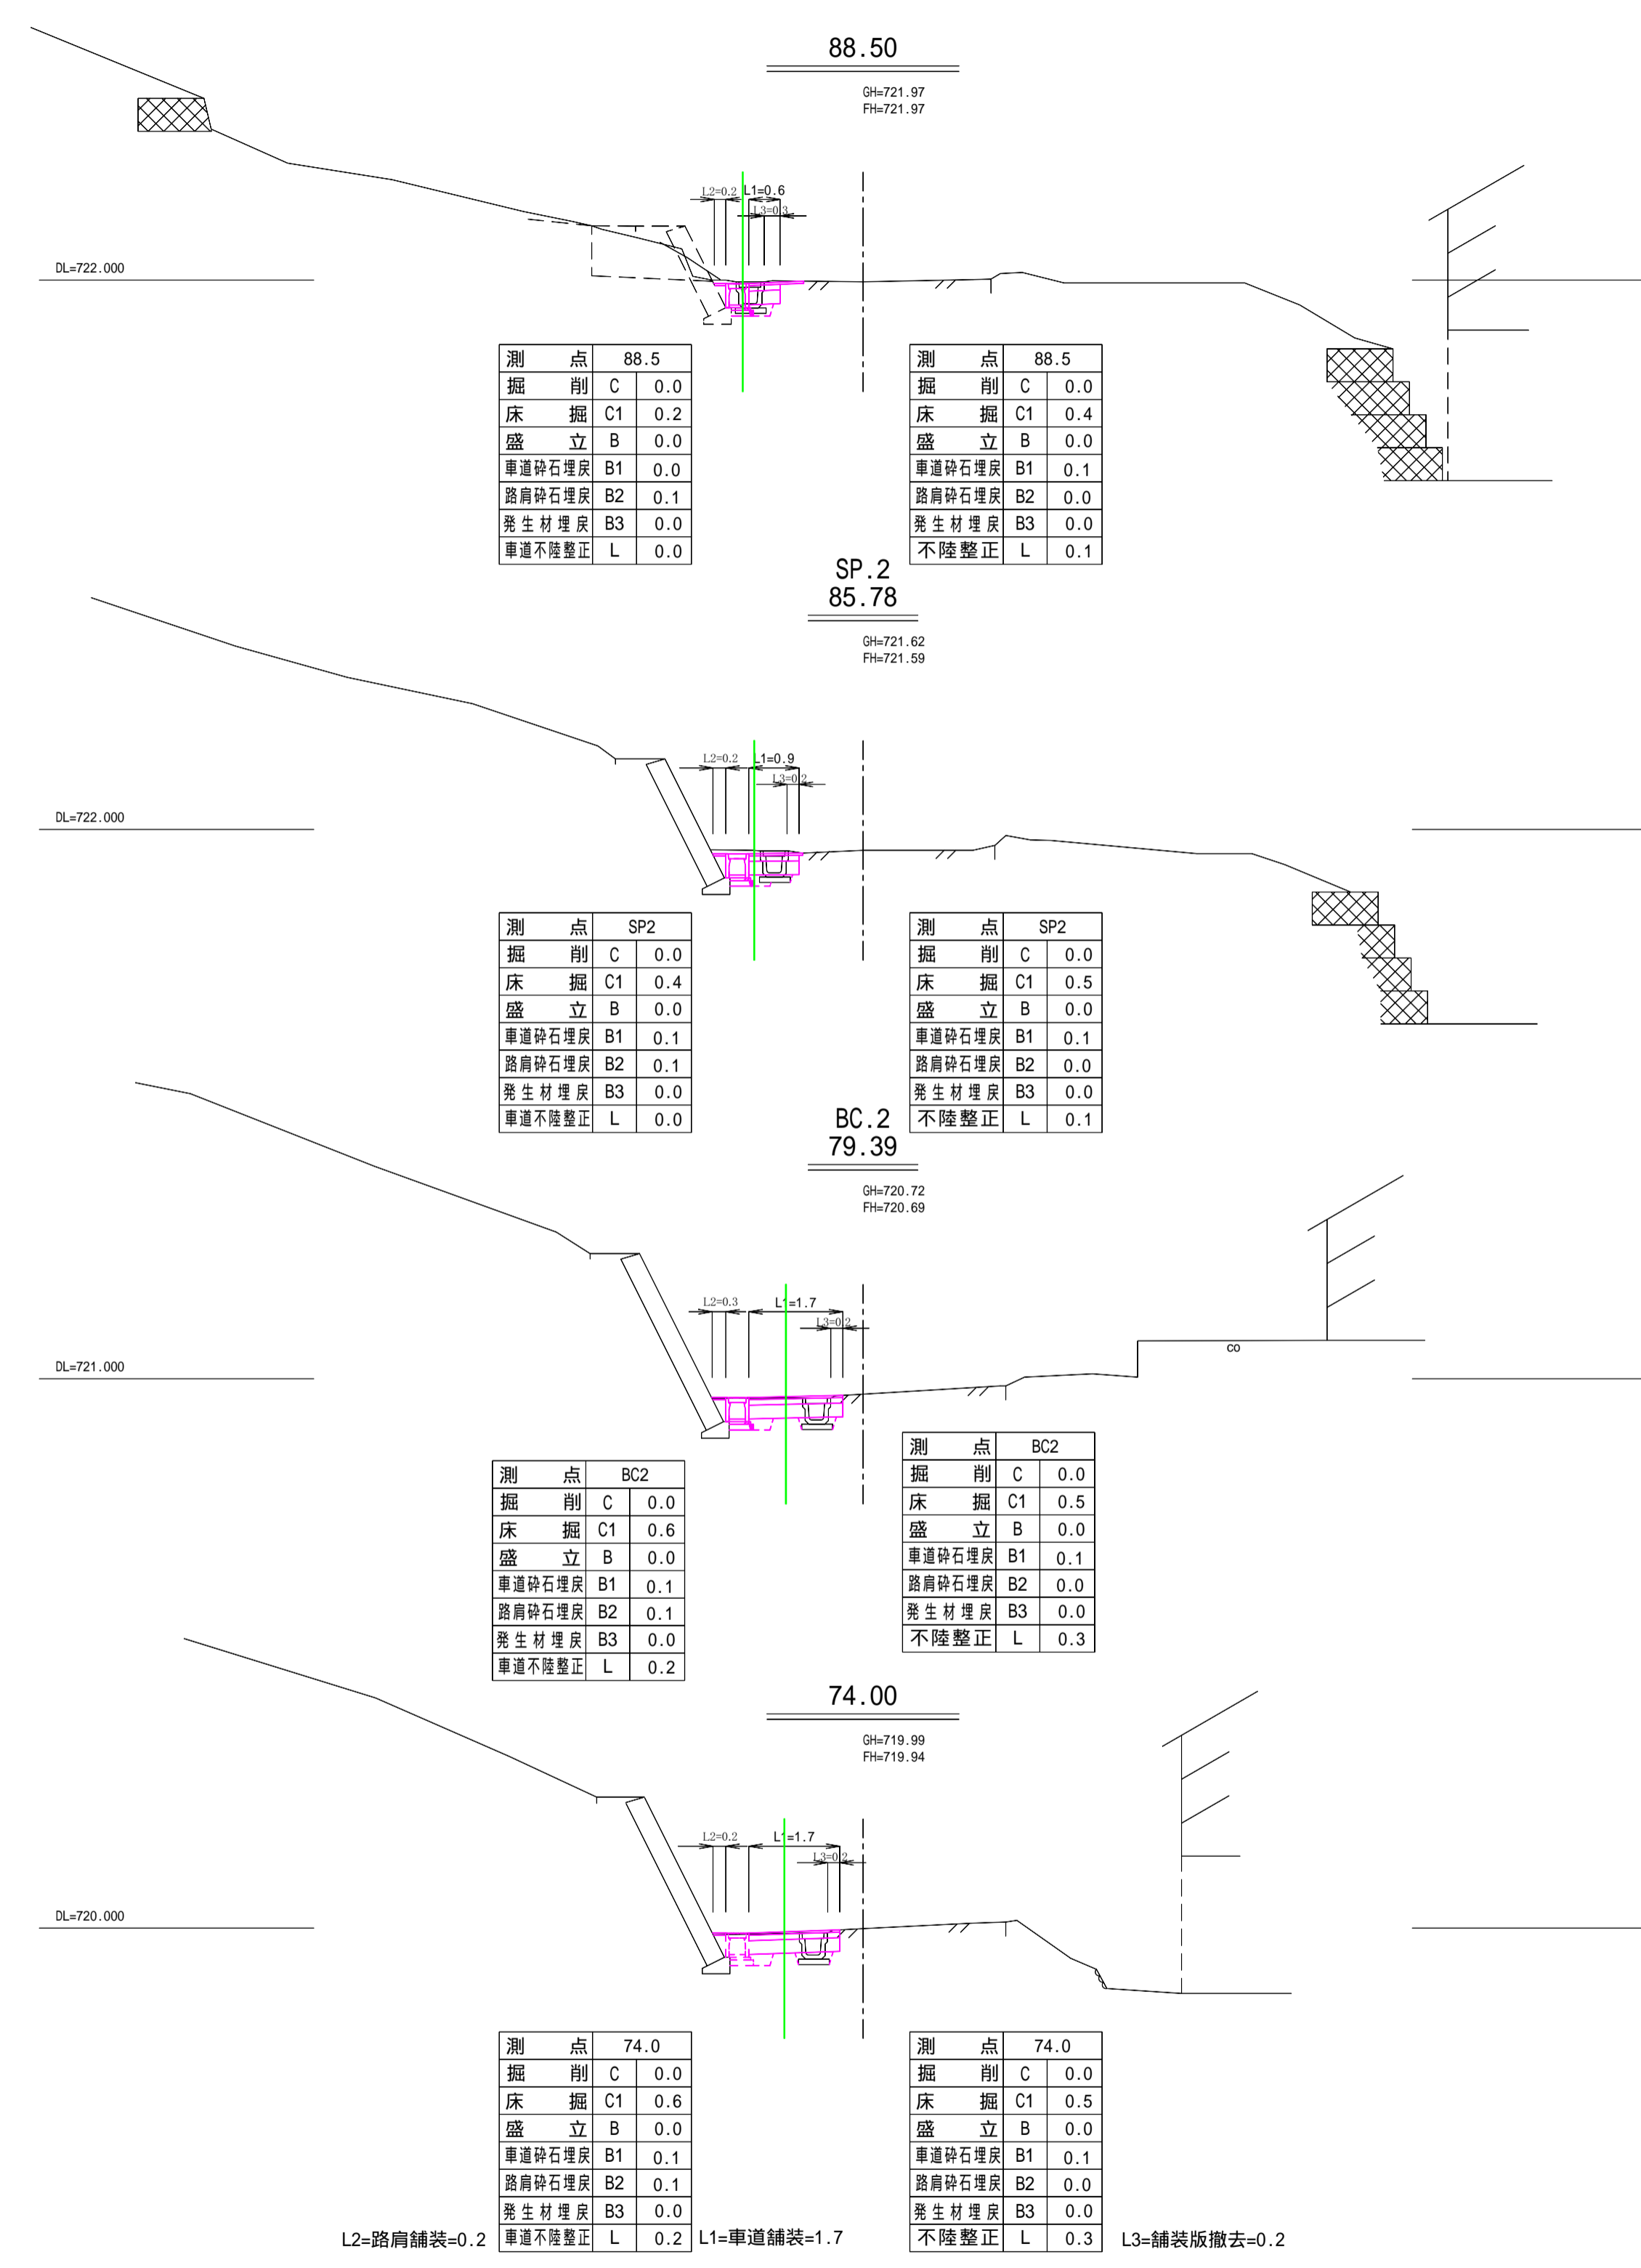 88.50
GH=721.97
FH=721.97
L2=0.2 L1=0.6
L3=0.3
DL=722.000
測 点 88.5
掘 削 C 0.0
床 掘 C1 0.2
盛 立 B 0.0
車道砕石埋戻 B1 0.0
路肩砕石埋戻 B2 0.1
発生材埋戻 B3 0.0
車道不陸整正 L 0.0
測 点 88.5
掘 削 C 0.0
床 掘 C1 0.4
盛 立 B 0.0
車道砕石埋戻 B1 0.1
路肩砕石埋戻 B2 0.0
発生材埋戻 B3 0.0
不陸整正 L 0.1
SP.2
85.78
GH=721.62
FH=721.59
L2=0.2 L1=0.9
L3=0.2
DL=722.000
測 点 SP2
掘 削 C 0.0
床 掘 C1 0.4
盛 立 B 0.0
車道砕石埋戻 B1 0.1
路肩砕石埋戻 B2 0.1
発生材埋戻 B3 0.0
車道不陸整正 L 0.0
測 点 SP2
掘 削 C 0.0
床 掘 C1 0.5
盛 立 B 0.0
車道砕石埋戻 B1 0.1
路肩砕石埋戻 B2 0.0
発生材埋戻 B3 0.0
不陸整正 L 0.1
BC.2
79.39
GH=720.72
FH=720.69
L2=0.3 L1=1.7
L3=0.2
CO
DL=721.000
測 点 BC2
掘 削 C 0.0
床 掘 C1 0.6
盛 立 B 0.0
車道砕石埋戻 B1 0.1
路肩砕石埋戻 B2 0.1
発生材埋戻 B3 0.0
車道不陸整正 L 0.2
測 点 BC2
掘 削 C 0.0
床 掘 C1 0.5
盛 立 B 0.0
車道砕石埋戻 B1 0.1
路肩砕石埋戻 B2 0.0
発生材埋戻 B3 0.0
不陸整正 L 0.3
74.00
GH=719.99
FH=719.94
L2=0.2 L1=1.7
L3=0.2
DL=720.000
測 点 74.0
掘 削 C 0.0
床 掘 C1 0.6
盛 立 B 0.0
車道砕石埋戻 B1 0.1
路肩砕石埋戻 B2 0.1
発生材埋戻 B3 0.0
車道不陸整正 L 0.2
測 点 74.0
掘 削 C 0.0
床 掘 C1 0.5
盛 立 B 0.0
車道砕石埋戻 B1 0.1
路肩砕石埋戻 B2 0.0
発生材埋戻 B3 0.0
不陸整正 L 0.3
L2=路肩舗装=0.2 L1=車道舗装=1.7 L3=舗装版撤去=0.2